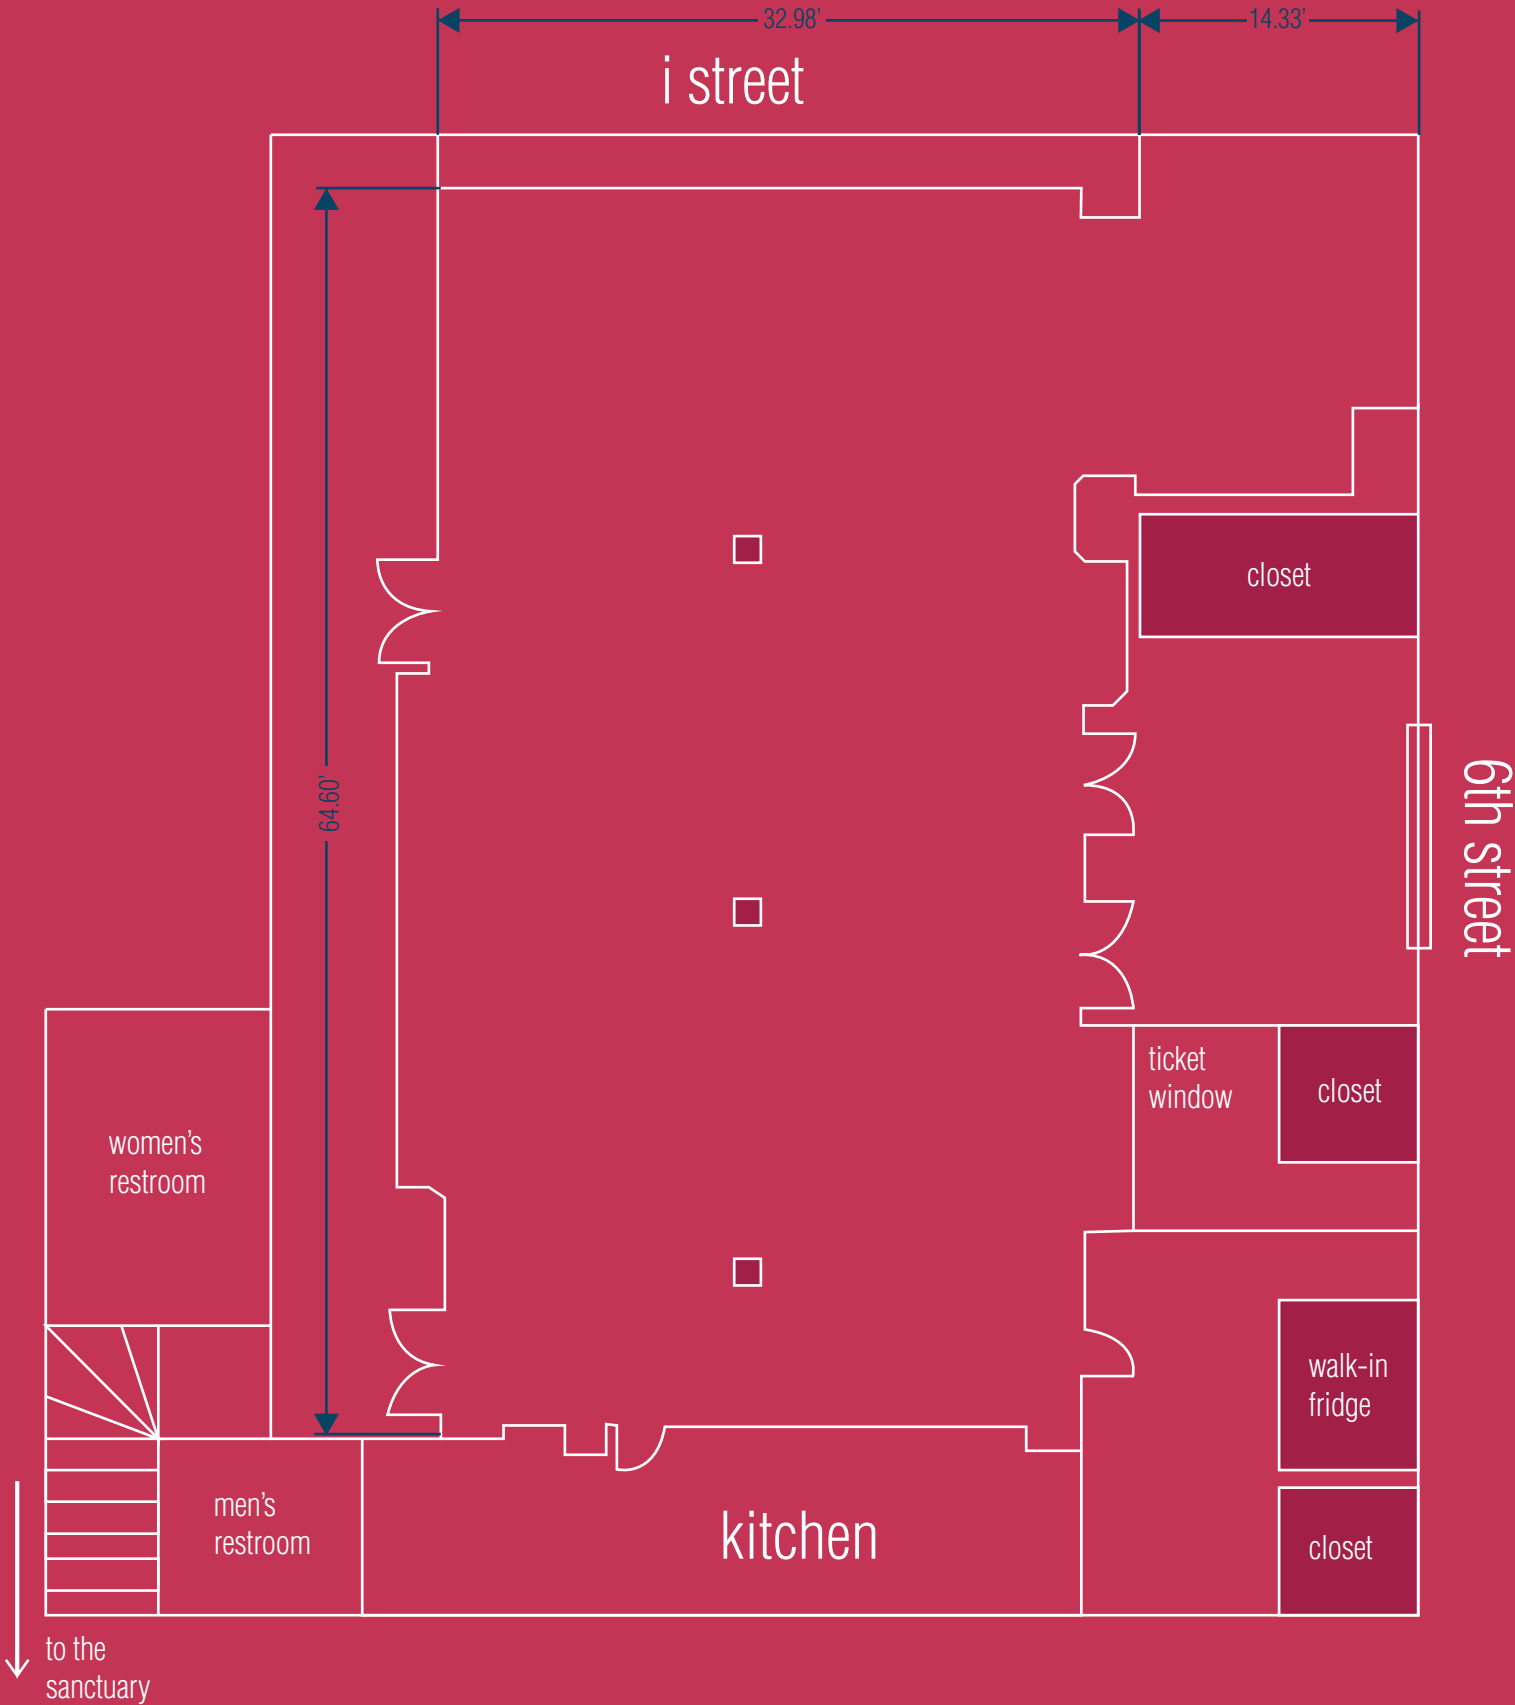 32.98’
14.33’
i street
closet
64.60’
6th street
ticket
window
closet
women’s
restroom
walk-in
fridge
men’s
restroom
kitchen
closet
to the
sanctuary